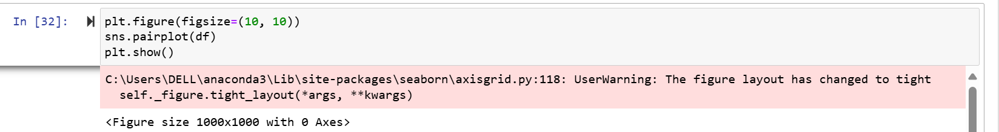 In [32]:
plt.figure(figsize=(10, 10))
sns.pairplot(df)
plt.show()
C:\Users\DELL\anaconda3\Lib\site-packages\seaborn\axisgrid.py:118: UserWarning: The figure layout has changed to tight
  self._figure.tight_layout(*args, **kwargs)
<Figure size 1000x1000 with 0 Axes>